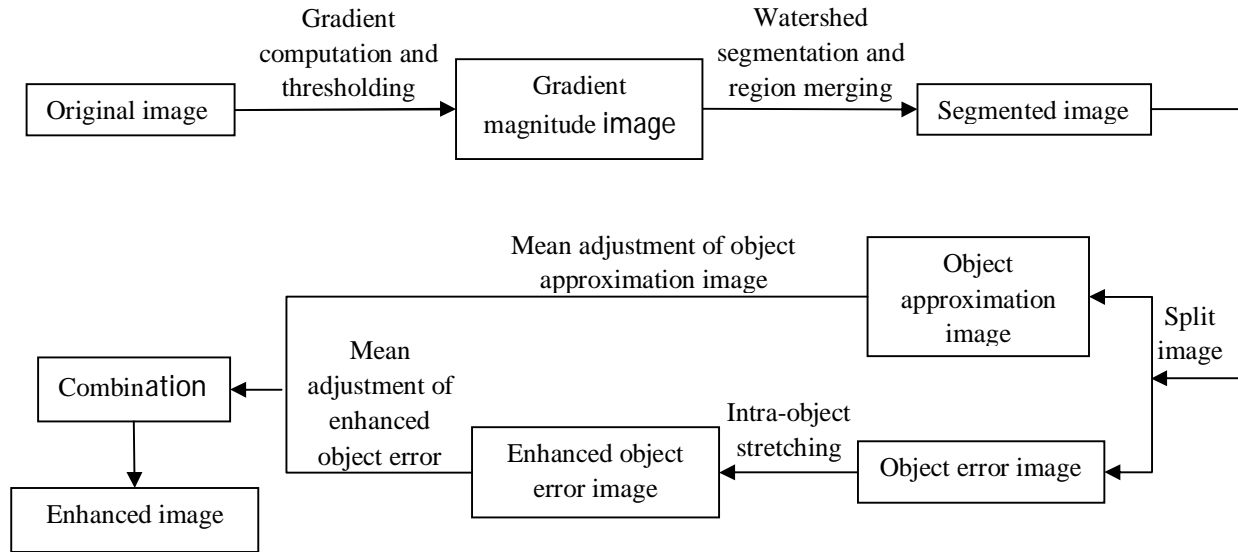 Gradient
computation and
thresholding
Watershed
segmentation and
region merging
Original image
Gradient
magnitude image
Segmented image
Mean adjustment of object
approximation image
Object
approximation
image
Split
image
Mean
adjustment of
enhanced
object error
Combination
Intra-object
stretching
Enhanced object
error image
Object error image
Enhanced image